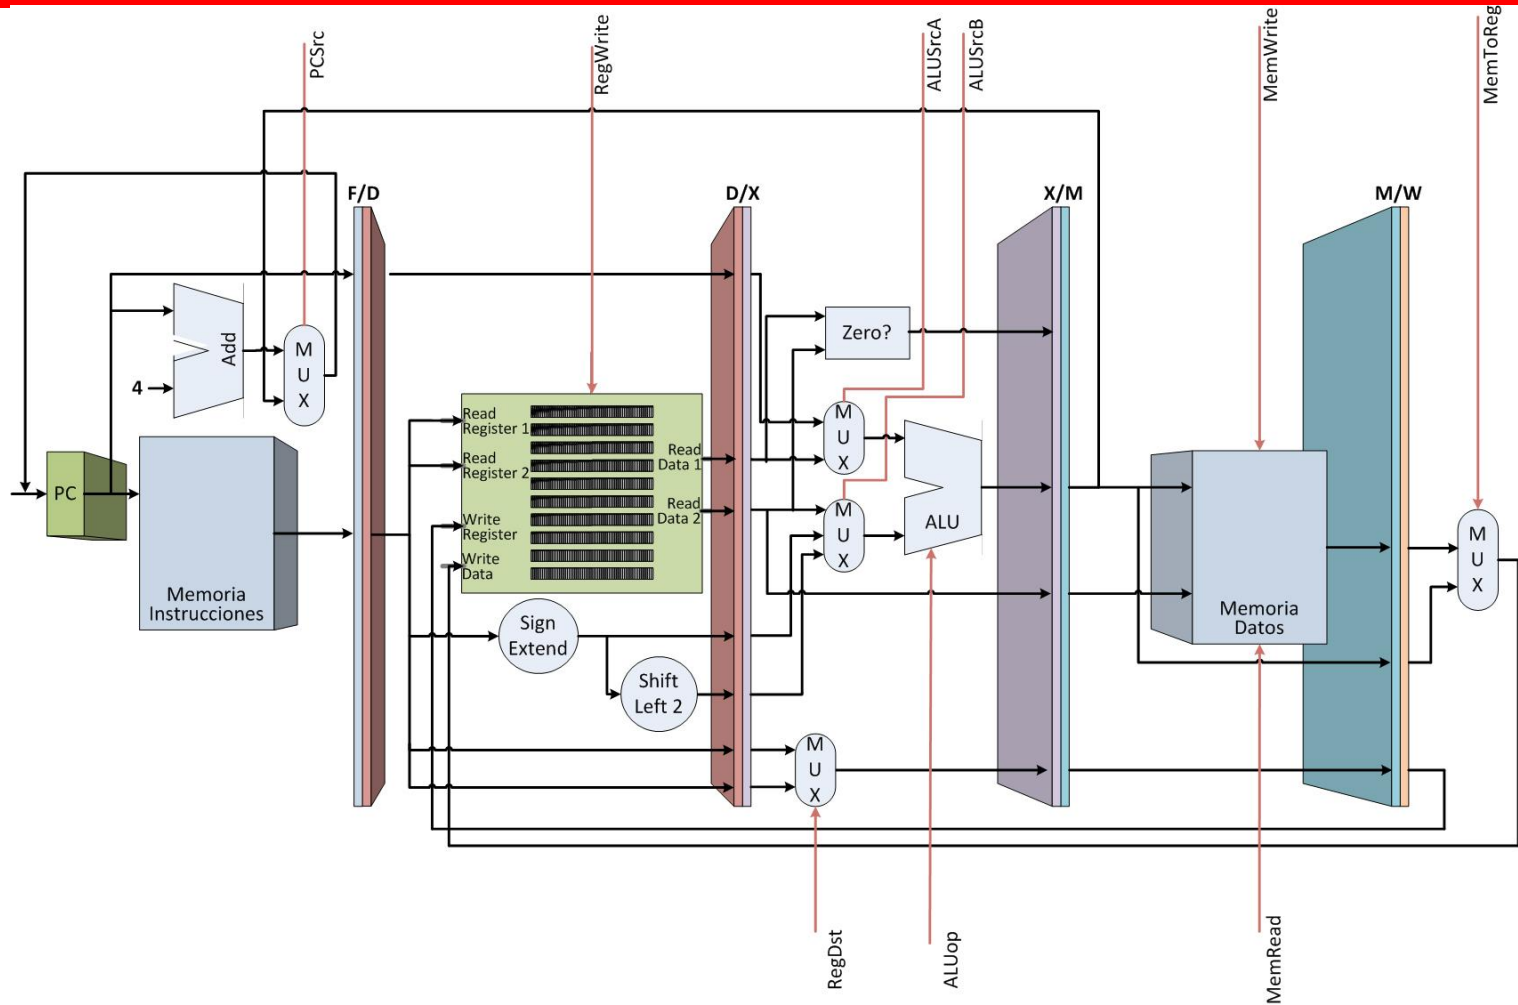 PCSrc
RegWrite
ALUSrcA
ALUSrcB
MemWrite
MemToReg
F/D
D/X
X/M
M/W
Add
4
M
U
X
PC
Memoria
Instrucciones
Read
Register 1
Read
Register 2
Write
Register
Write
Data
Read
Data 1
Read
Data 2
Sign
Extend
Shift
Left 2
Zero?
M
U
X
M
U
X
ALU
M
U
X
Memoria
Datos
M
U
X
RegDst
ALUop
MemRead